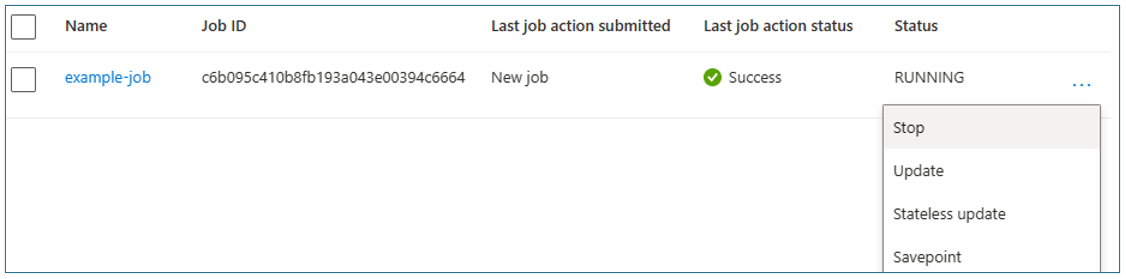 Name Job ID Last job action submitted Last job action status Status
example-job c6b095c410b8fb193a043e00394c6664 New job Success RUNNING ...
Stop
Update
Stateless update
Savepoint